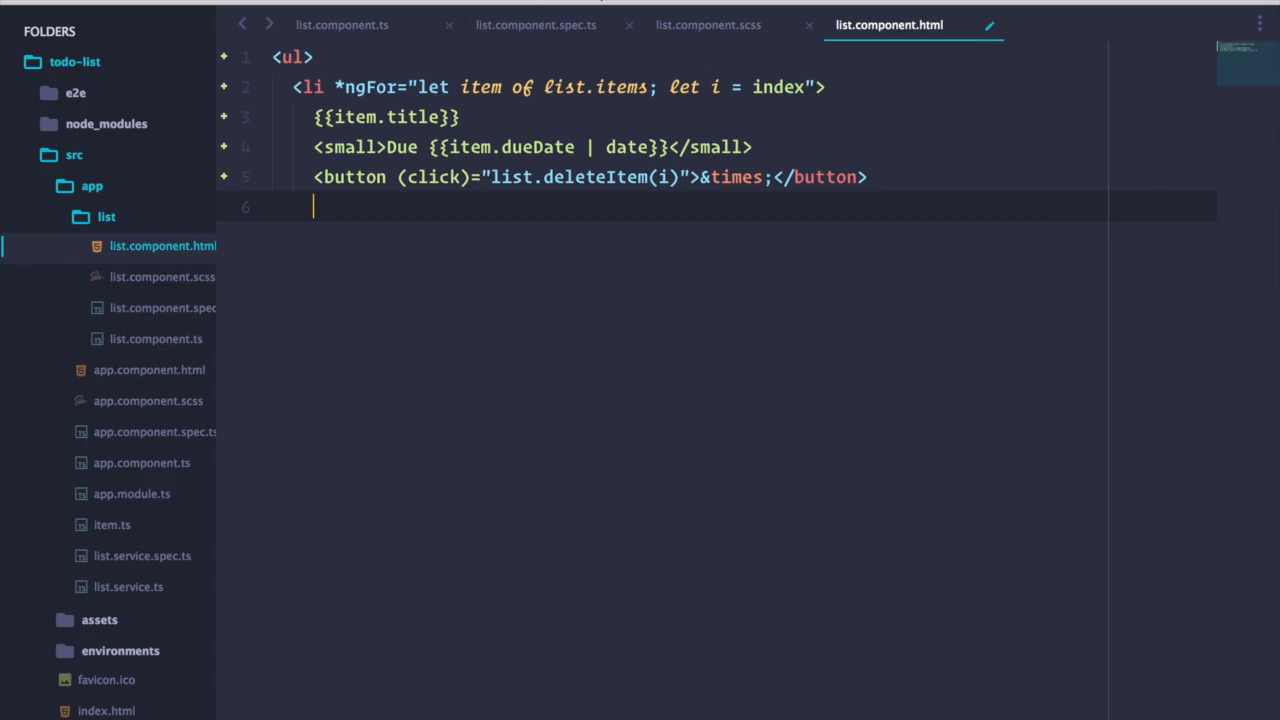 FOLDERS
todo-list
e2e
node_modules
src
app
list
list.component.html
list.component.scss
list.component.spec
list.component.ts
app.component.html
app.component.scss
app.component.spec.ts
app.component.ts
app.module.ts
item.ts
list.service.spec.ts
list.service.ts
assets
environments
favicon.ico
index.html
list.component.ts × list.component.spec.ts × list.component.scss × list.component.html
+ 1 <ul>
+ 2 <li *ngFor="let item of list.items; let i = index">
+ 3 {{item.title}}
+ 4 <small>Due {{item.dueDate | date}}</small>
+ 5 <button (click)="list.deleteItem(i)">&times;</button>
6